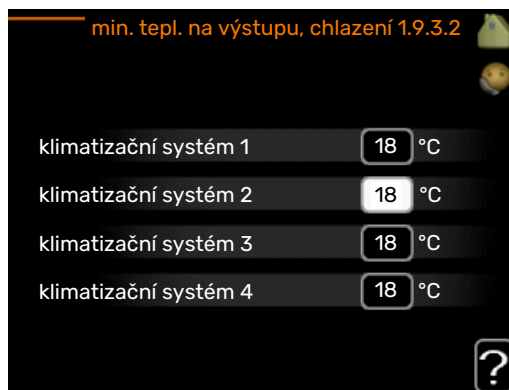 min. tepl. na výstupu, chlazení 1.9.3.2
klimatizační systém 1 18 °C
klimatizační systém 2 18 °C
klimatizační systém 3 18 °C
klimatizační systém 4 18 °C
?